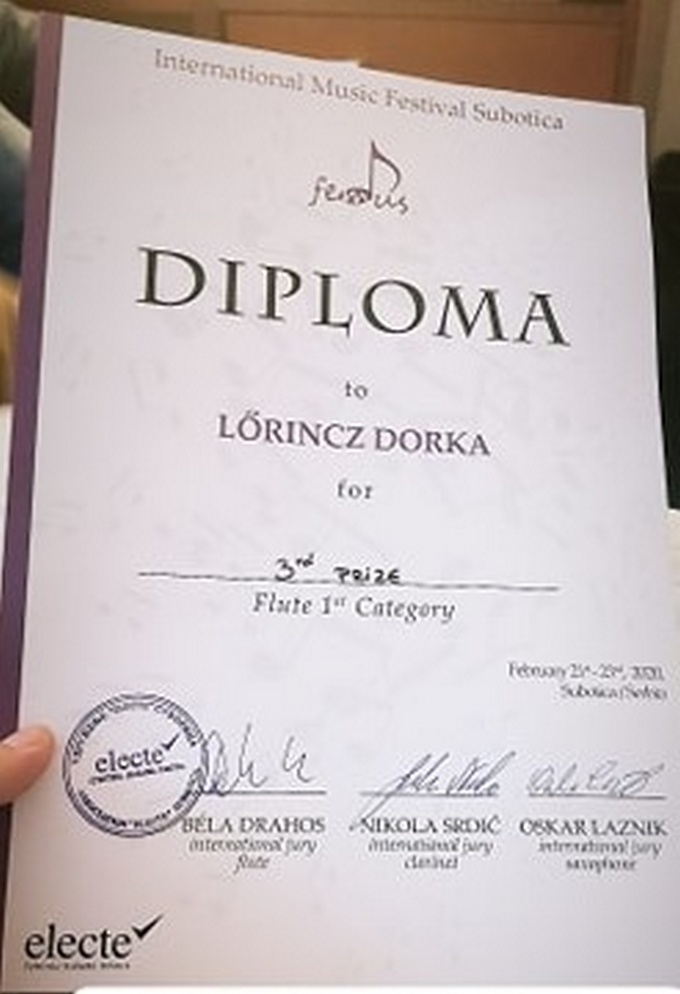 International Music Festival Subotica
DIPLOMA
to
LŐRINCZ DORKA
for
3rd PRIZE
Flute 1st Category
2020,
Subotica (Serbia)
electe
BÉLA DRAHOS NIKOLA SRDIĆ OSKAR LAZNIK
international jury international jury international jury
flute clarinet saxophone
electe